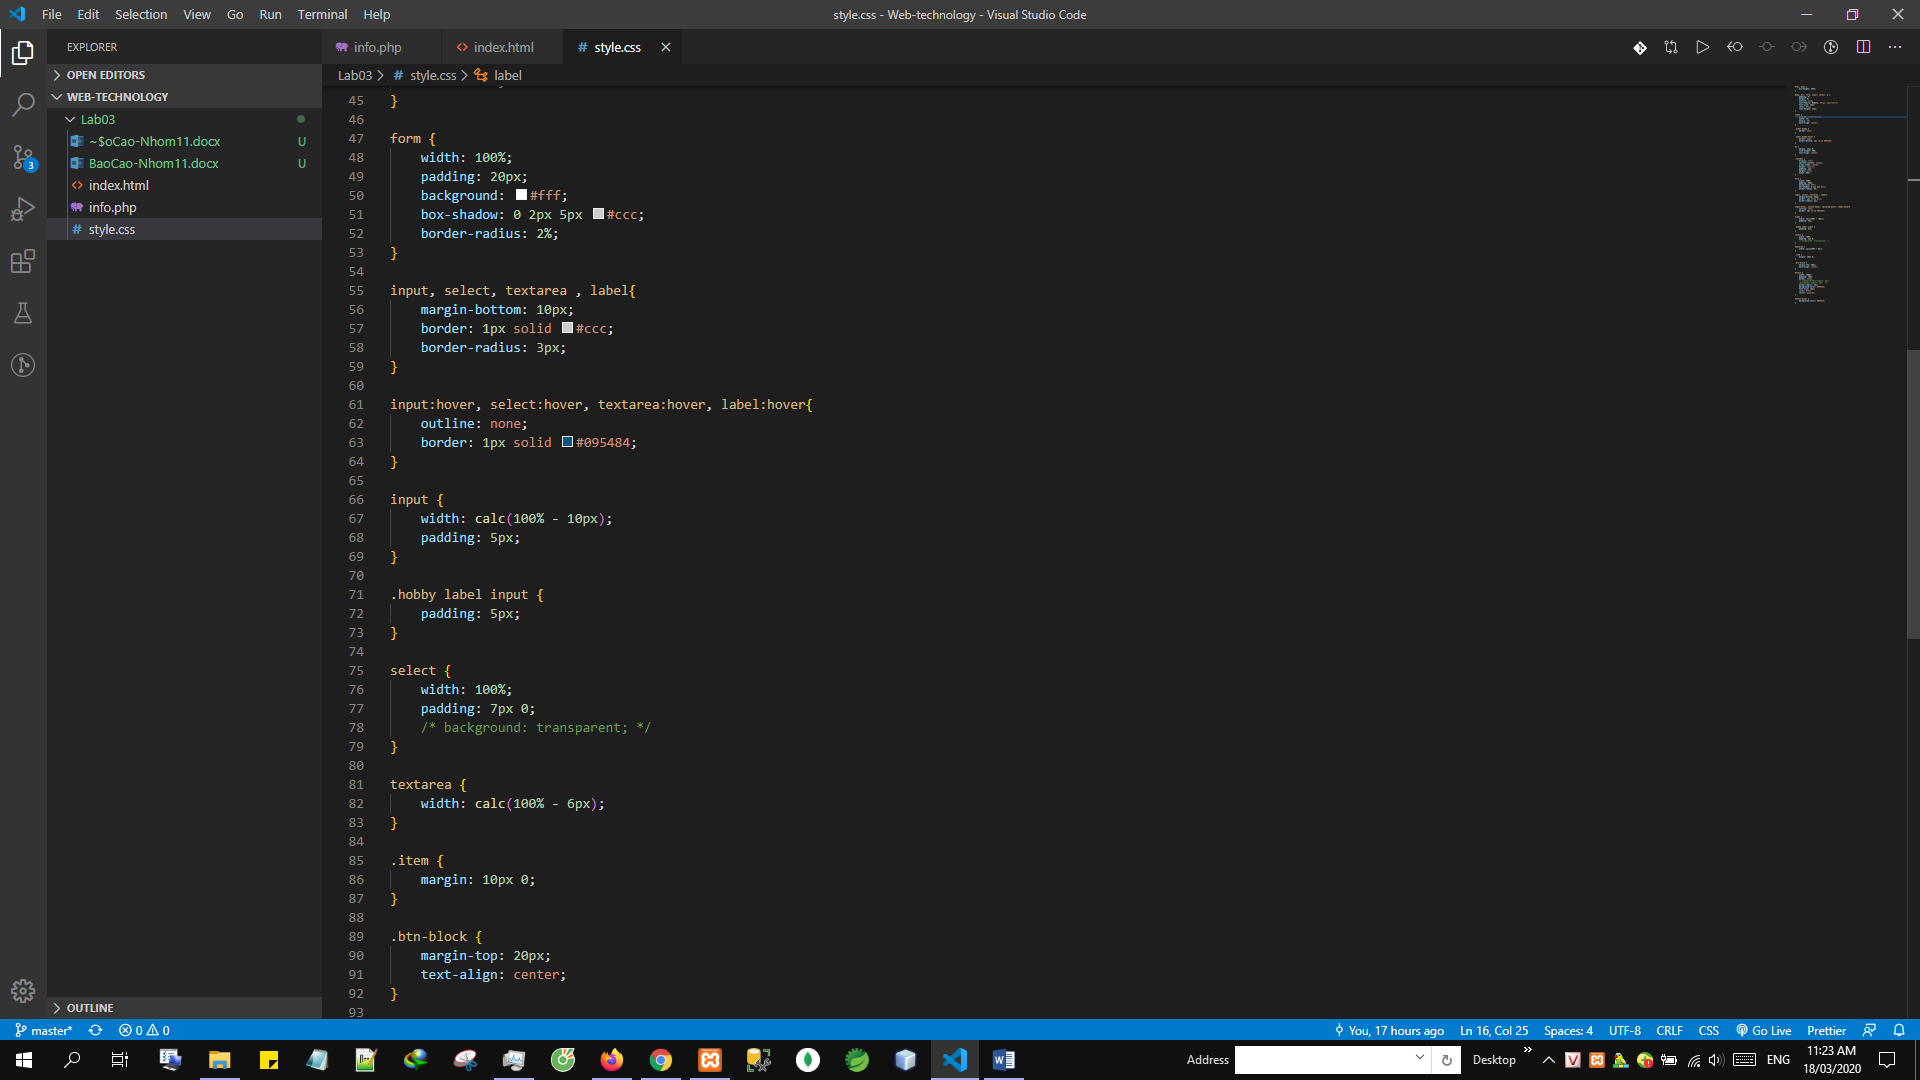 File Edit Selection View Go Run Terminal Help
style.css - Web-technology - Visual Studio Code
EXPLORER
OPEN EDITORS
WEB-TECHNOLOGY
Lab03
~$oCao-Nhom11.docx U
BaoCao-Nhom11.docx U
index.html
info.php
style.css
OUTLINE
3
info.php index.html style.css
Lab03 > style.css > label
45 }
46
47 form {
48 width: 100%;
49 padding: 20px;
50 background: #fff;
51 box-shadow: 0 2px 5px #ccc;
52 border-radius: 2%;
53 }
54
55 input, select, textarea , label{
56 margin-bottom: 10px;
57 border: 1px solid #ccc;
58 border-radius: 3px;
59 }
60
61 input:hover, select:hover, textarea:hover, label:hover{
62 outline: none;
63 border: 1px solid #095484;
64 }
65
66 input {
67 width: calc(100% - 10px);
68 padding: 5px;
69 }
70
71 .hobby label input {
72 padding: 5px;
73 }
74
75 select {
76 width: 100%;
77 padding: 7px 0;
78 /* background: transparent; */
79 }
80
81 textarea {
82 width: calc(100% - 6px);
83 }
84
85 .item {
86 margin: 10px 0;
87 }
88
89 .btn-block {
90 margin-top: 20px;
91 text-align: center;
92 }
93
master* 0 0 You, 17 hours ago Ln 16, Col 25 Spaces: 4 UTF-8 CRLF CSS Go Live Prettier
Address Desktop ENG 11:23 AM
18/03/2020